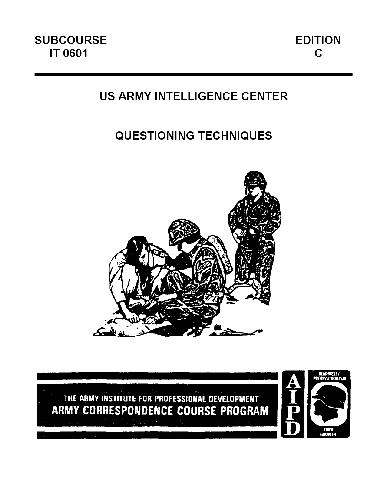 SUBCOURSE EDITION
IT 0601 C
US ARMY INTELLIGENCE CENTER
QUESTIONING TECHNIQUES
THE ARMY INSTITUTE FOR PROFESSIONAL DEVELOPMENT
ARMY CORRESPONDENCE COURSE PROGRAM
AIPD